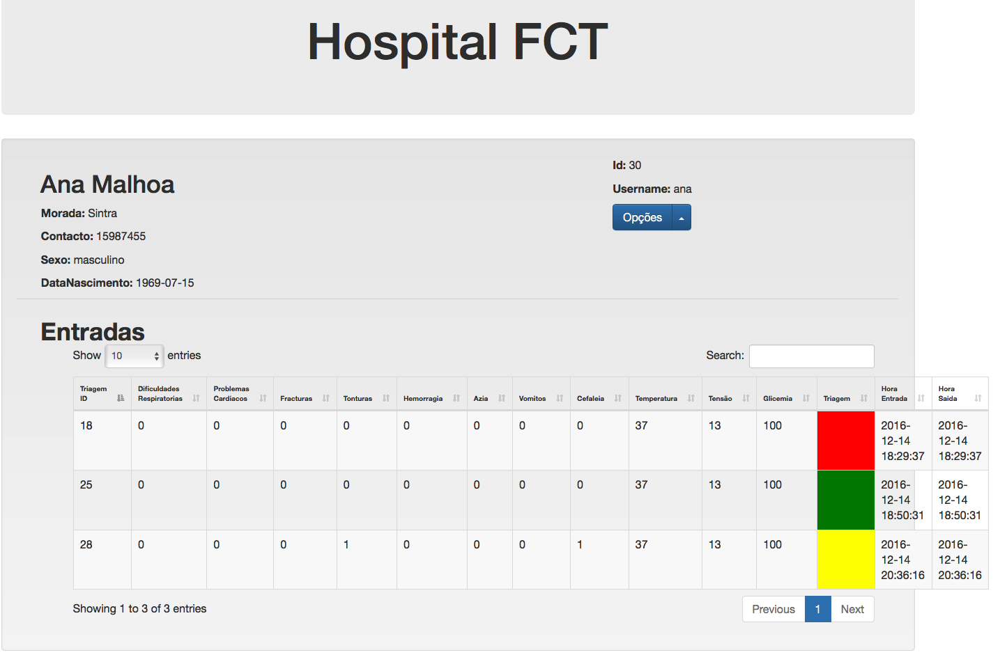 Hospital FCT
Ana Malhoa
Morada: Sintra
Contacto: 15987455
Sexo: masculino
DataNascimento: 1969-07-15
Id: 30
Username: ana
Opções
Entradas
Show 10 entries
Search:
Triagem ID Dificuldades Respiratorias Problemas Cardiacos Fracturas Tonturas Hemorragia Azia Vomitos Cefaleia Temperatura Tensão Glicemia Triagem Hora Entrada Hora Saida
18 0 0 0 0 0 0 0 0 37 13 100 2016-12-14 18:29:37 2016-12-14 18:29:37
25 0 0 0 0 0 0 0 0 37 13 100 2016-12-14 18:50:31 2016-12-14 18:50:31
28 0 0 0 1 0 0 0 1 37 13 100 2016-12-14 20:36:16 2016-12-14 20:36:16
Showing 1 to 3 of 3 entries
Previous 1 Next